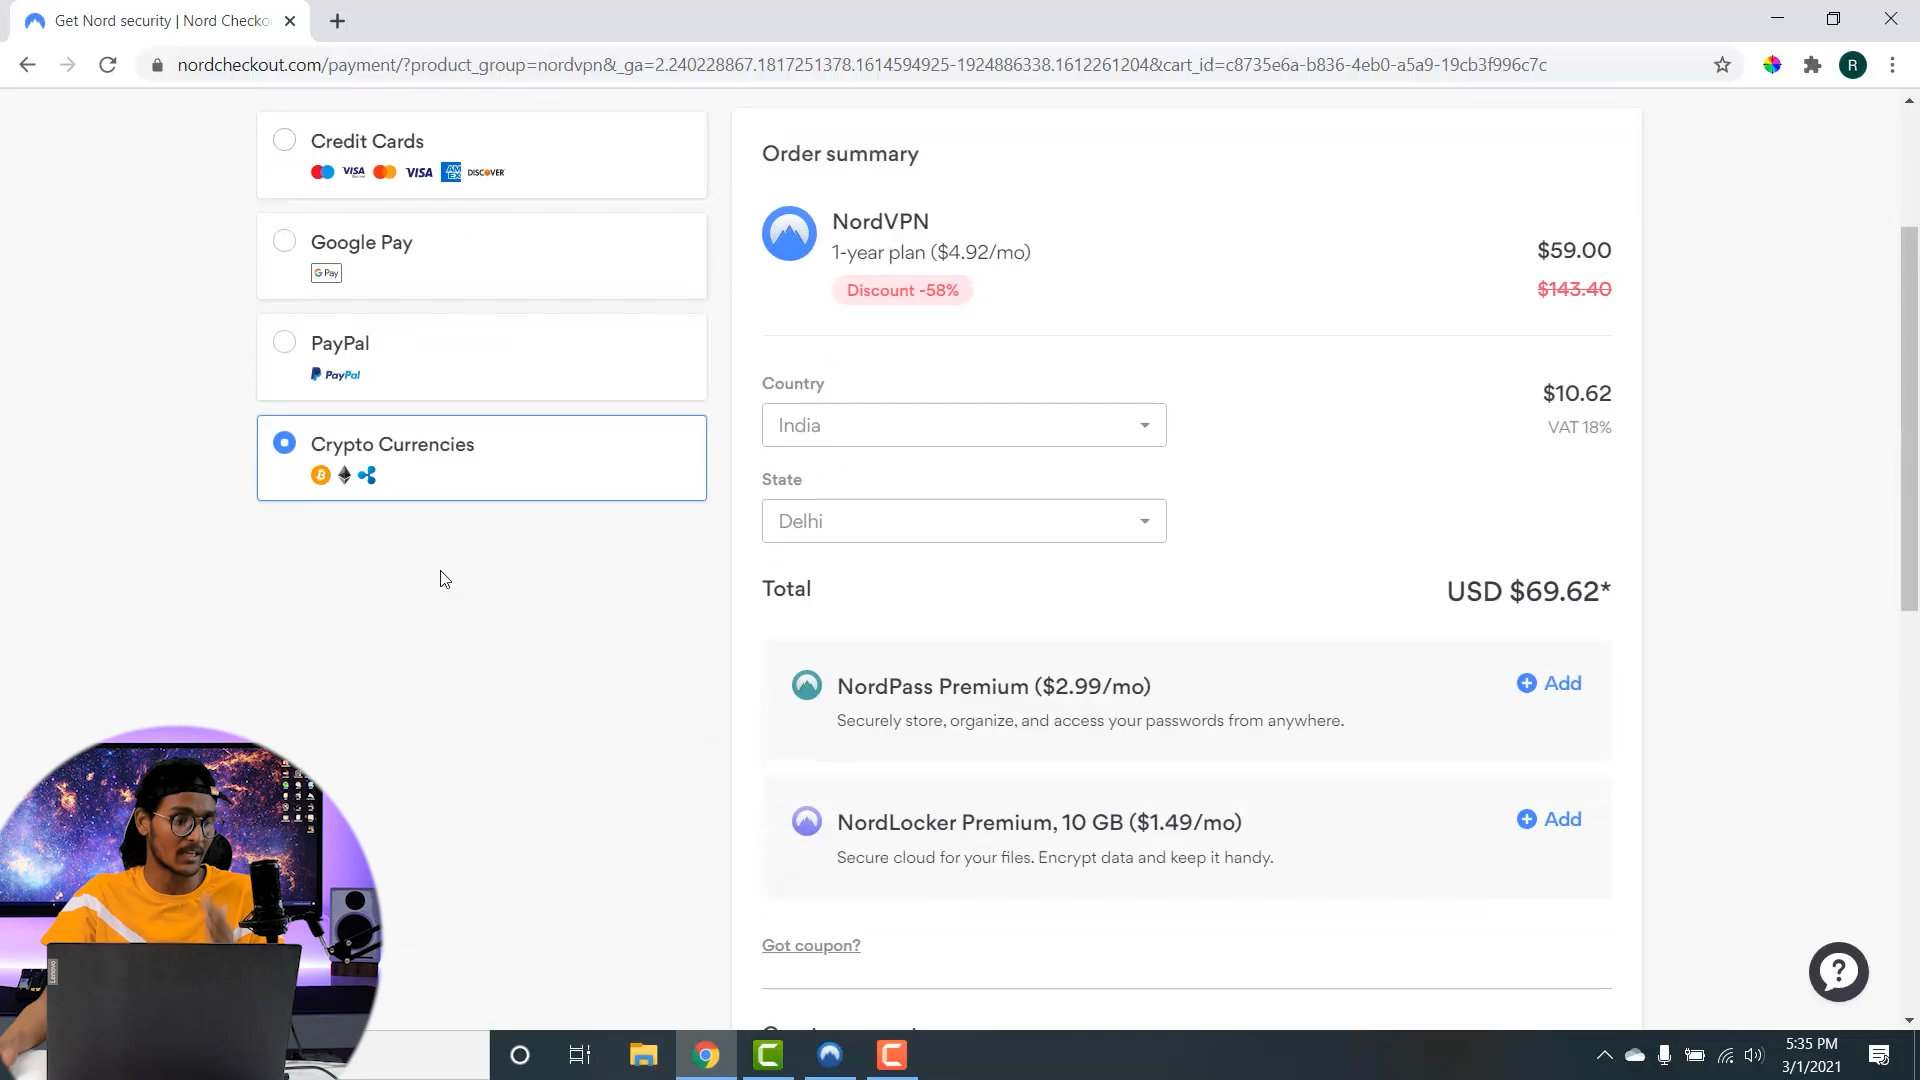 Get Nord security | Nord Checko
nordcheckout.com/payment/?product_group=nordvpn&_ga=2.240228867.1817251378.1614594925-1924886338.1612261204&cart_id=c8735e6a-b836-4eb0-a5a9-19cb3f996c7c
R
Credit Cards
VISA VISA AM EX DISCOVER
Google Pay
G Pay
PayPal
PayPal
Crypto Currencies
Order summary
NordVPN
1-year plan ($4.92/mo)
$59.00
Discount -58%
$143.40
Country
$10.62
India
VAT 18%
State
Delhi
Total
USD $69.62*
NordPass Premium ($2.99/mo)
Add
Securely store, organize, and access your passwords from anywhere.
NordLocker Premium, 10 GB ($1.49/mo)
Add
Secure cloud for your files. Encrypt data and keep it handy.
Got coupon?
Lenovo
5:35 PM
3/1/2021